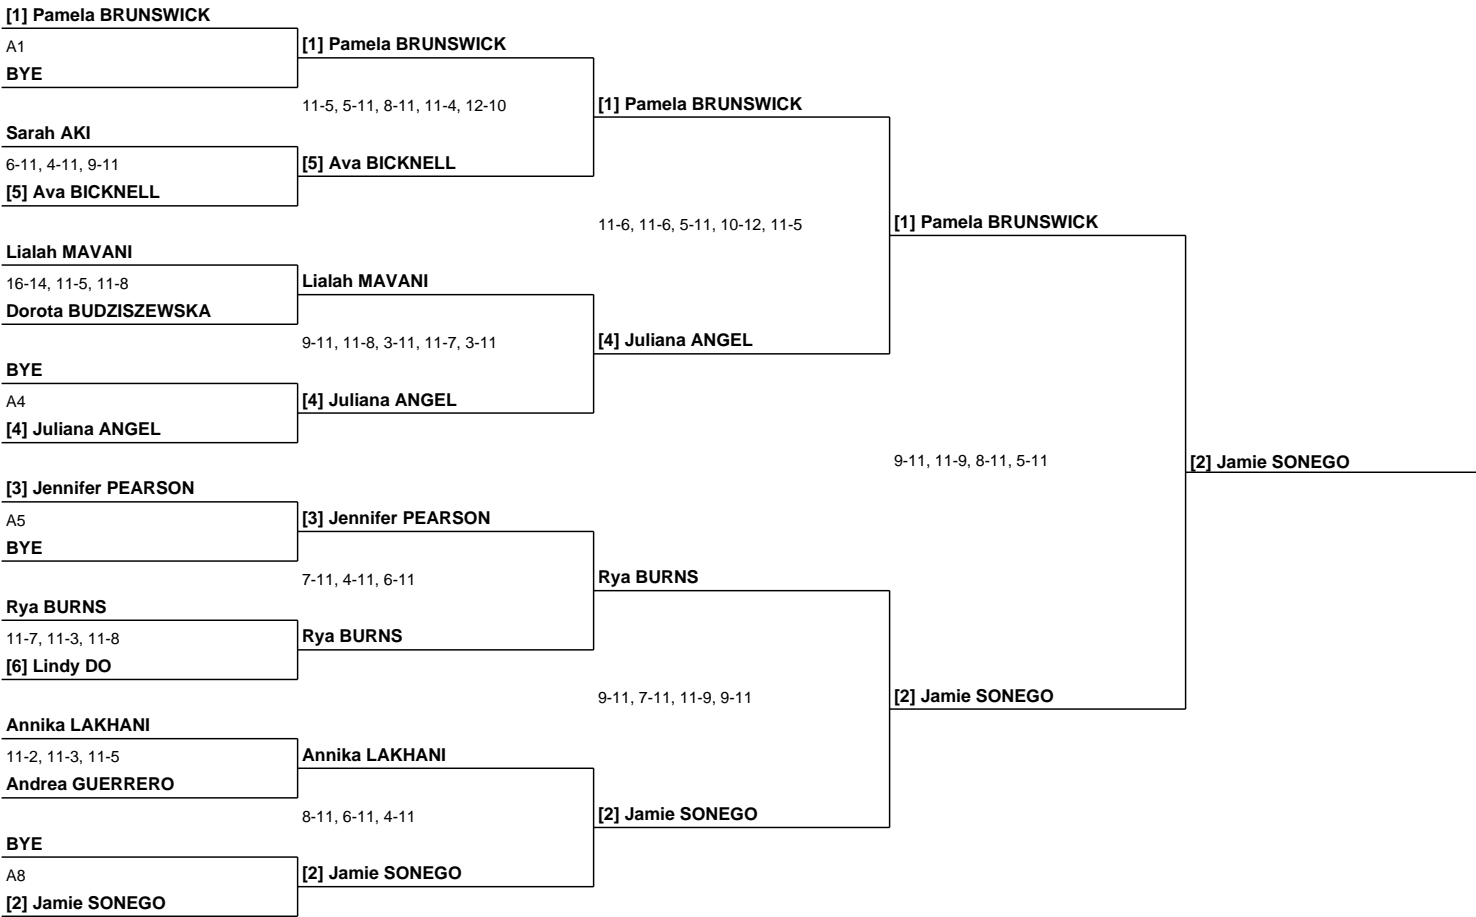 [1] Pamela BRUNSWICK
A1
BYE
Sarah AKI
6-11, 4-11, 9-11
[5] Ava BICKNELL
Lialah MAVANI
16-14, 11-5, 11-8
Dorota BUDZISZEWSKA
BYE
A4
[4] Juliana ANGEL
[3] Jennifer PEARSON
A5
BYE
Rya BURNS
11-7, 11-3, 11-8
[6] Lindy DO
Annika LAKHANI
11-2, 11-3, 11-5
Andrea GUERRERO
BYE
A8
[2] Jamie SONEGO
[1] Pamela BRUNSWICK
11-5, 5-11, 8-11, 11-4, 12-10
[5] Ava BICKNELL
Lialah MAVANI
9-11, 11-8, 3-11, 11-7, 3-11
[4] Juliana ANGEL
[3] Jennifer PEARSON
7-11, 4-11, 6-11
Rya BURNS
Annika LAKHANI
8-11, 6-11, 4-11
[2] Jamie SONEGO
[1] Pamela BRUNSWICK
11-6, 11-6, 5-11, 10-12, 11-5
[4] Juliana ANGEL
Rya BURNS
9-11, 7-11, 11-9, 9-11
[2] Jamie SONEGO
[1] Pamela BRUNSWICK
9-11, 11-9, 8-11, 5-11
[2] Jamie SONEGO
[2] Jamie SONEGO